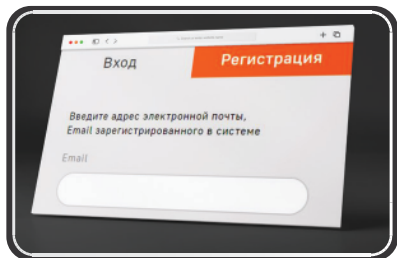 Вход
Регистрация
Введите адрес электронной почты,
Email зарегистрированного в системе
Email